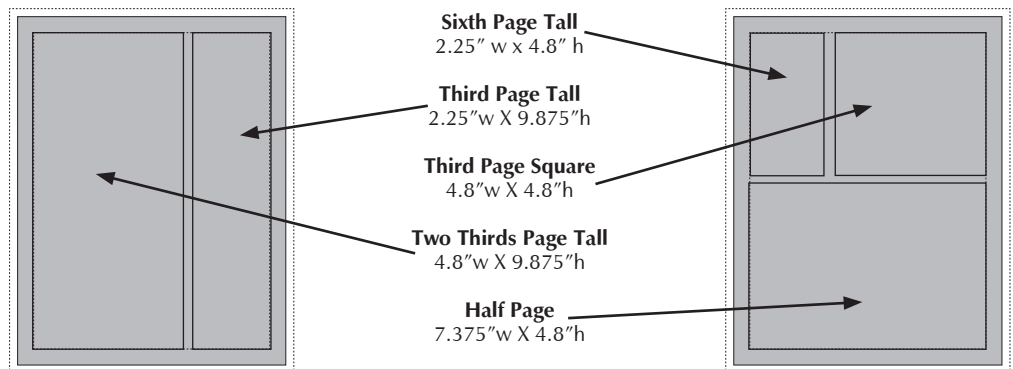 Sixth Page Tall
2.25” w x 4.8” h
Third Page Tall
2.25”w X 9.875”h
Third Page Square
4.8”w X 4.8”h
Two Thirds Page Tall
4.8”w X 9.875”h
Half Page
7.375”w X 4.8”h